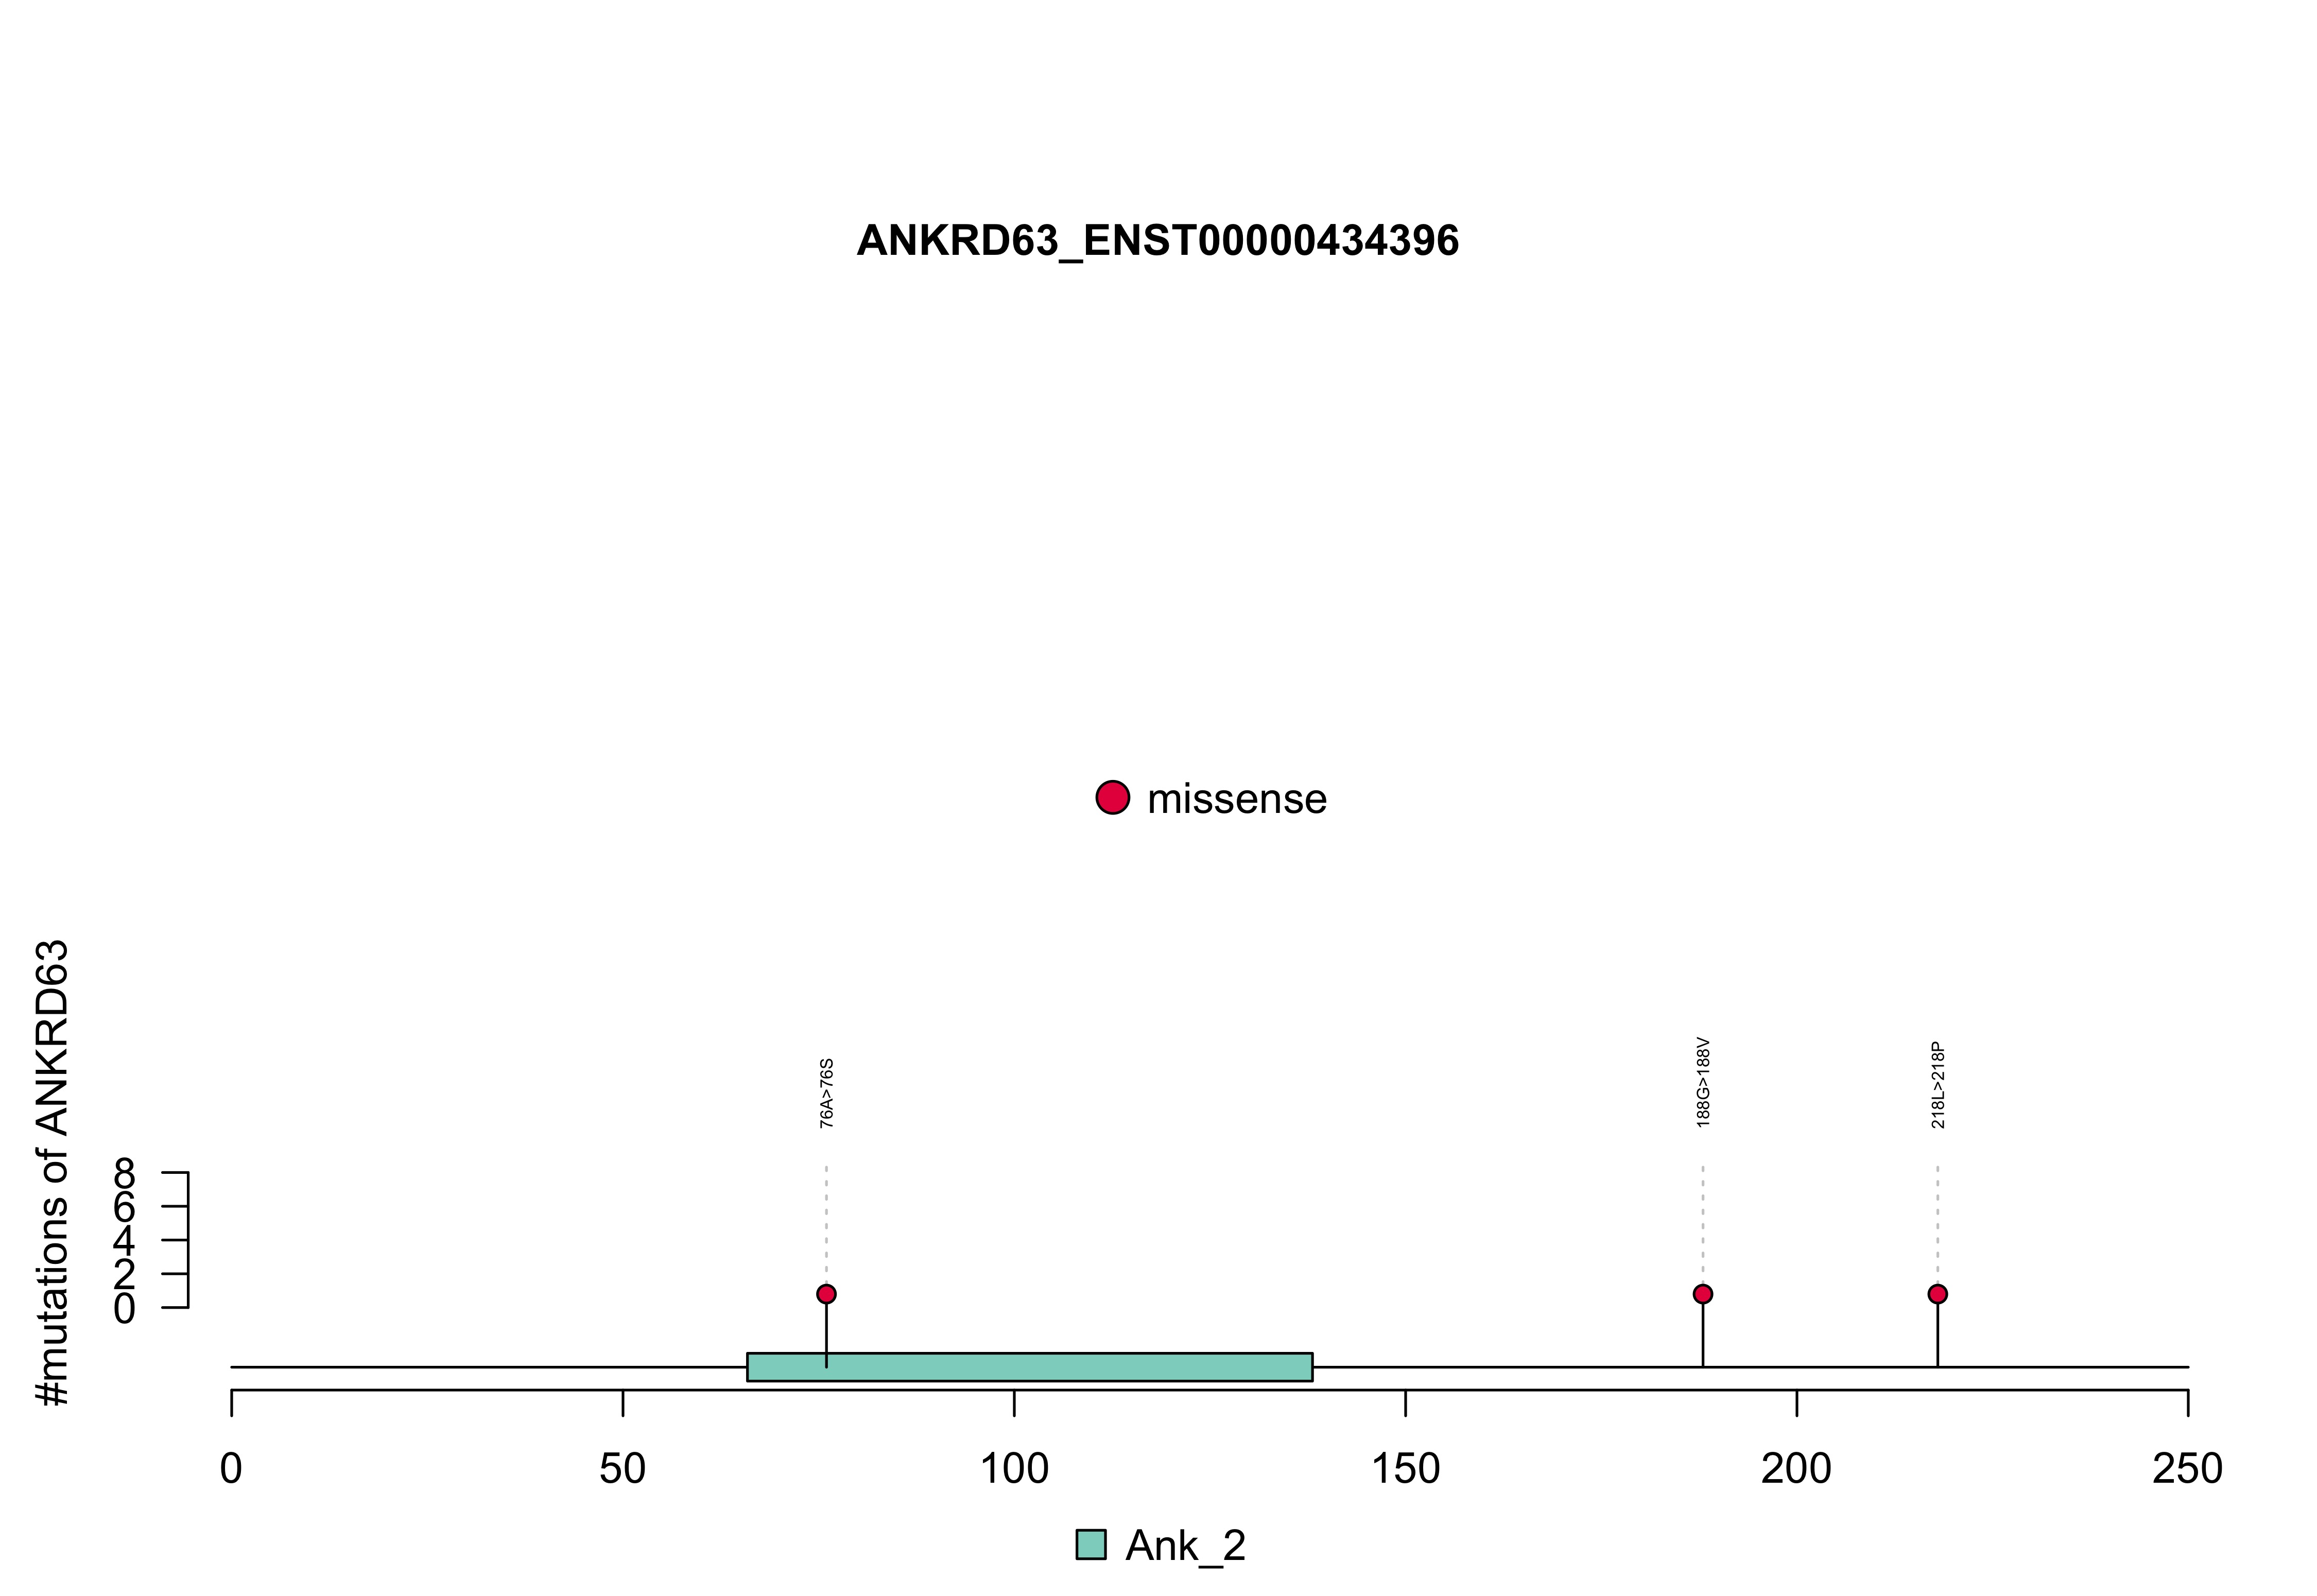 ANKRD63_ENST00000434396
missense
#mutations of ANKRD63
76A>76S
188G>188V
218L>218P
8
6
4
2
0
0 50 100 150 200 250
Ank_2